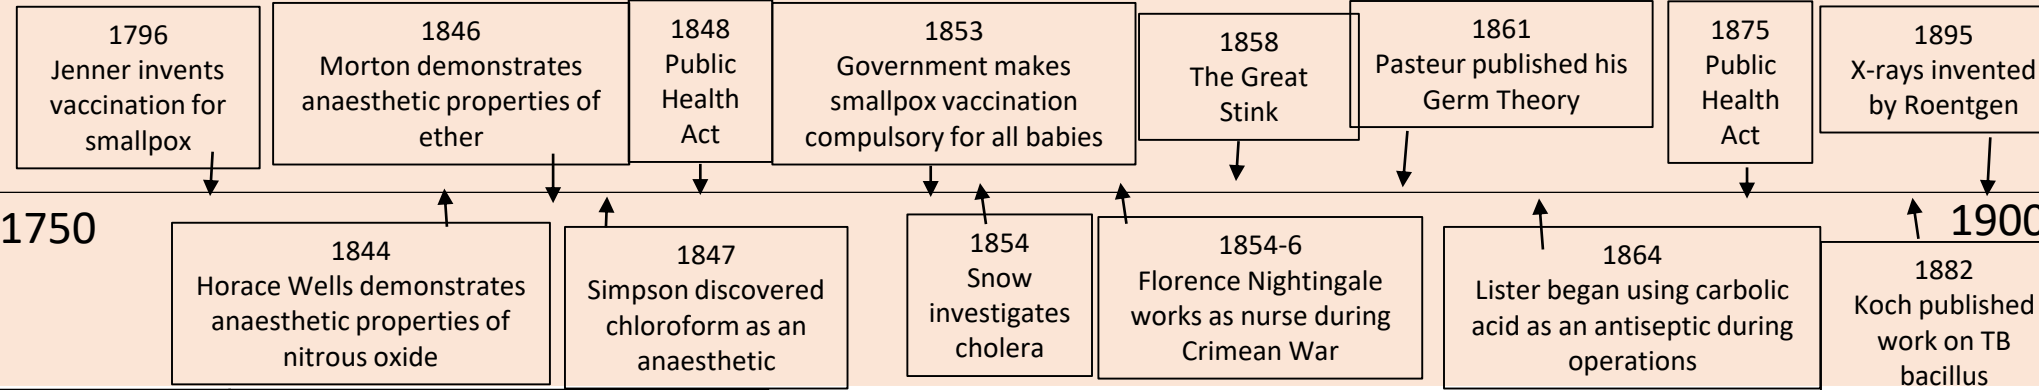 1796
Jenner invents
vaccination for
smallpox
1846
Morton demonstrates
anaesthetic properties of
ether
1848
Public
Health
Act
1853
Government makes
smallpox vaccination
compulsory for all babies
1858
The Great
Stink
1861
Pasteur published his
Germ Theory
1875
Public
Health
Act
1895
X-rays invented
by Roentgen
1750
1900
1844
Horace Wells demonstrates
anaesthetic properties of
nitrous oxide
1847
Simpson discovered
chloroform as an
anaesthetic
1854
Snow
investigates
cholera
1854-6
Florence Nightingale
works as nurse during
Crimean War
1864
Lister began using carbolic
acid as an antiseptic during
operations
1882
Koch published
work on TB
bacillus